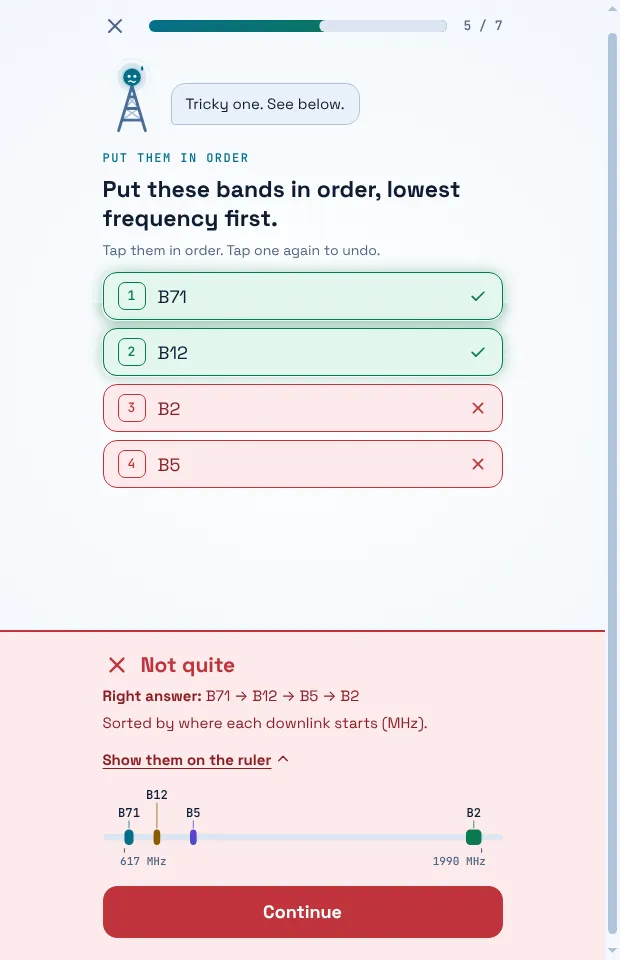 5 / 7
Tricky one. See below.
PUT THEM IN ORDER
Put these bands in order, lowest
frequency first.
Tap them in order. Tap one again to undo.
1 B71
2 B12
3 B2
4 B5
Not quite
Right answer: B71 → B12 → B5 → B2
Sorted by where each downlink starts (MHz).
Show them on the ruler
B12
B71 B5 B2
617 MHz 1990 MHz
Continue